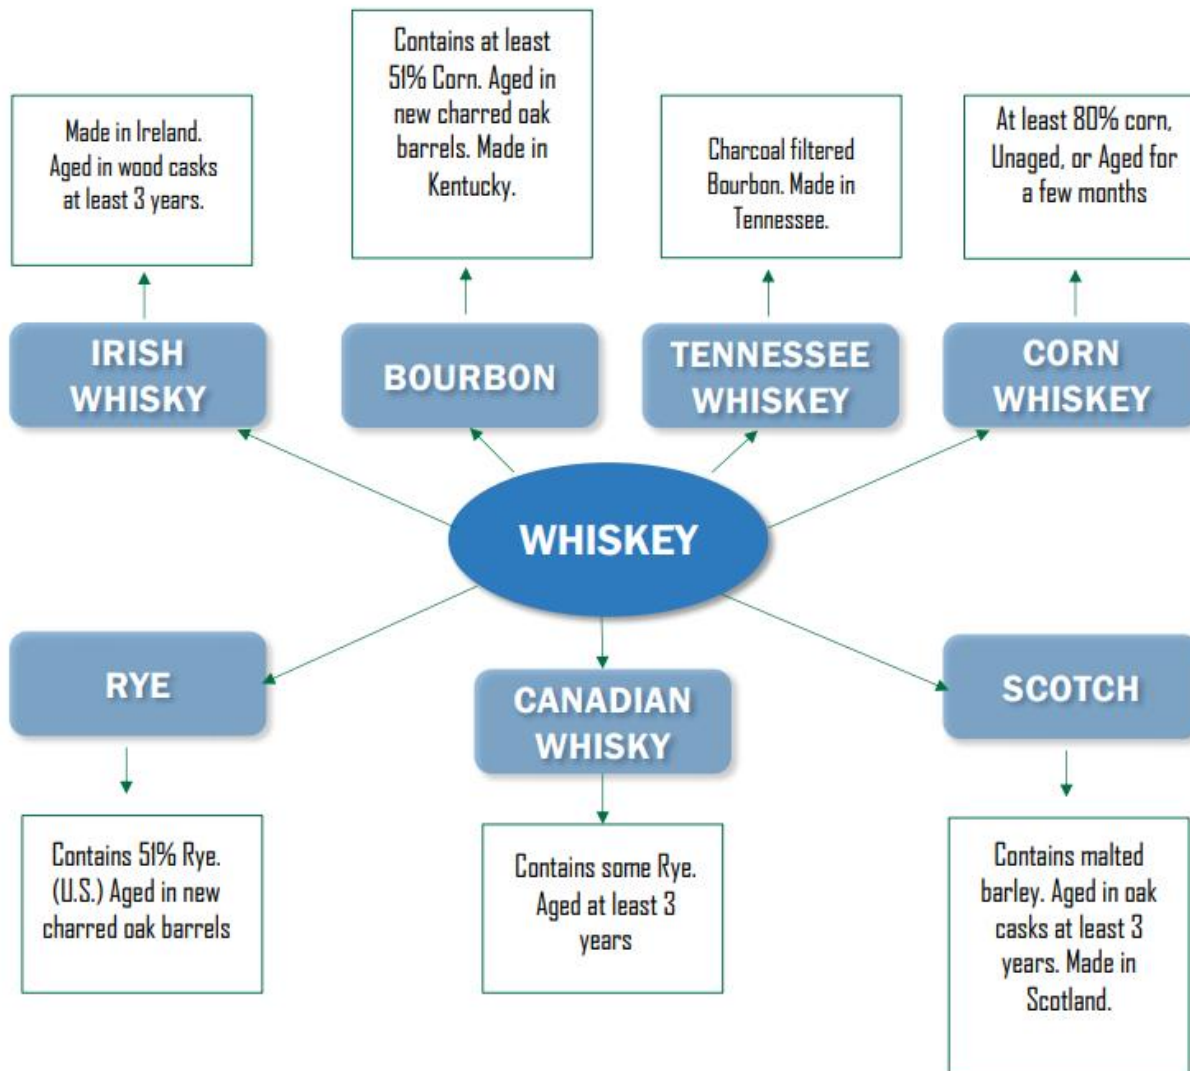 Contains at least
51% Corn. Aged in
new charred oak
barrels. Made in
Kentucky.
Made in Ireland.
Aged in wood casks
at least 3 years.
Charcoal filtered
Bourbon. Made in
Tennessee.
At least 80% corn,
Unaged, or Aged for
a few months
IRISH
WHISKY
BOURBON
TENNESSEE
WHISKEY
CORN
WHISKEY
WHISKEY
RYE
CANADIAN
WHISKY
SCOTCH
Contains 51% Rye.
(U.S.) Aged in new
charred oak barrels
Contains some Rye.
Aged at least 3
years
Contains malted
barley. Aged in oak
casks at least 3
years. Made in
Scotland.